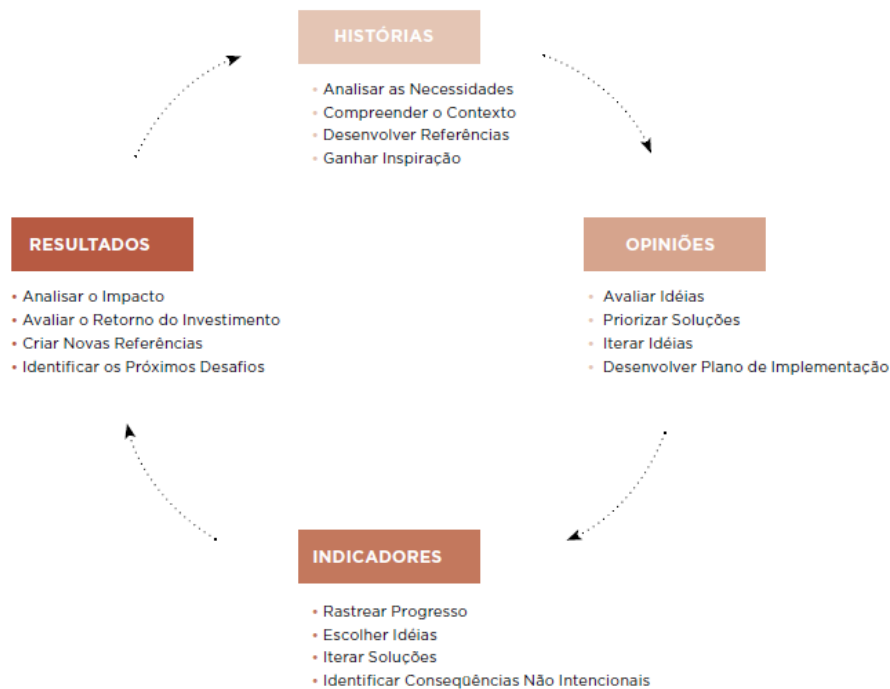 HISTÓRIAS
• Analisar as Necessidades
• Compreender o Contexto
• Desenvolver Referências
• Ganhar Inspiração
OPINIÕES
• Avaliar Idéias
• Priorizar Soluções
• Iterar Idéias
• Desenvolver Plano de Implementação
INDICADORES
• Rastrear Progresso
• Escolher Idéias
• Iterar Soluções
• Identificar Conseqüências Não Intencionais
RESULTADOS
• Analisar o Impacto
• Avaliar o Retorno do Investimento
• Criar Novas Referências
• Identificar os Próximos Desafios